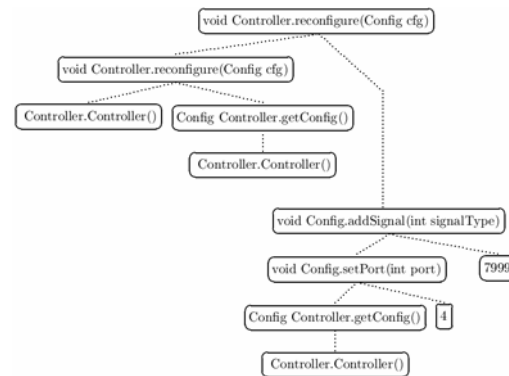 void Controller.reconfigure(Config cfg)
void Controller.reconfigure(Config cfg)
Controller.Controller()
Config Controller.getConfig()
Controller.Controller()
void Config.addSignal(int signalType)
void Config.setPort(int port)
7999
Config Controller.getConfig()
4
Controller.Controller()